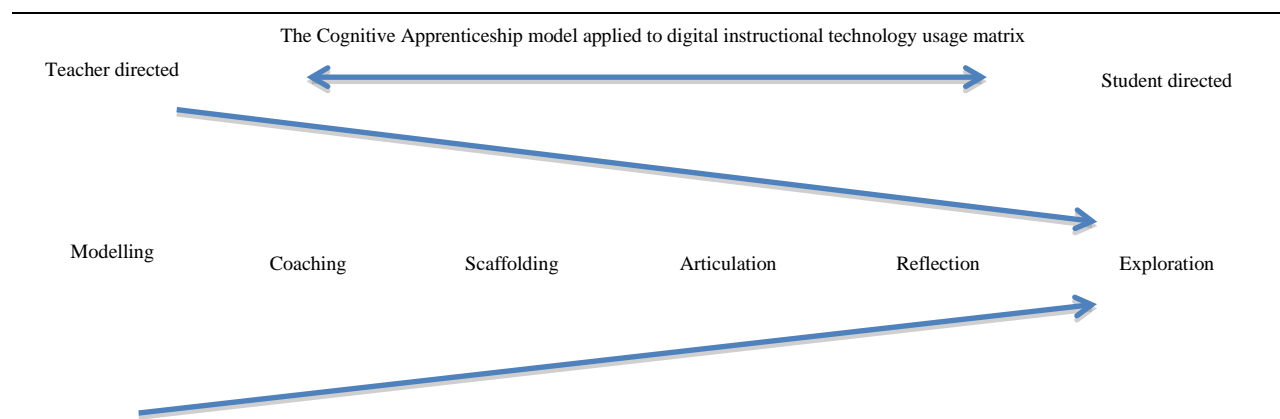 The Cognitive Apprenticeship model applied to digital instructional technology usage matrix
Teacher directed
Student directed
Modelling
Coaching
Scaffolding
Articulation
Reflection
Exploration